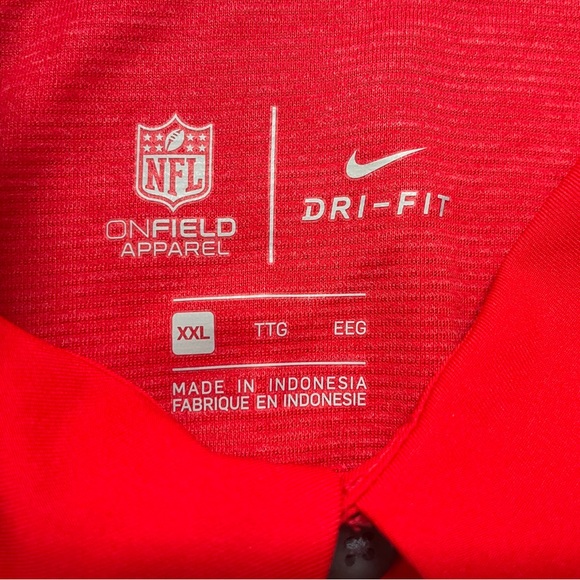 NFL
ONFIELD
APPAREL
DRI-FIT
XXL TTG EEG
MADE IN INDONESIA
FABRIQUE EN INDONESIE